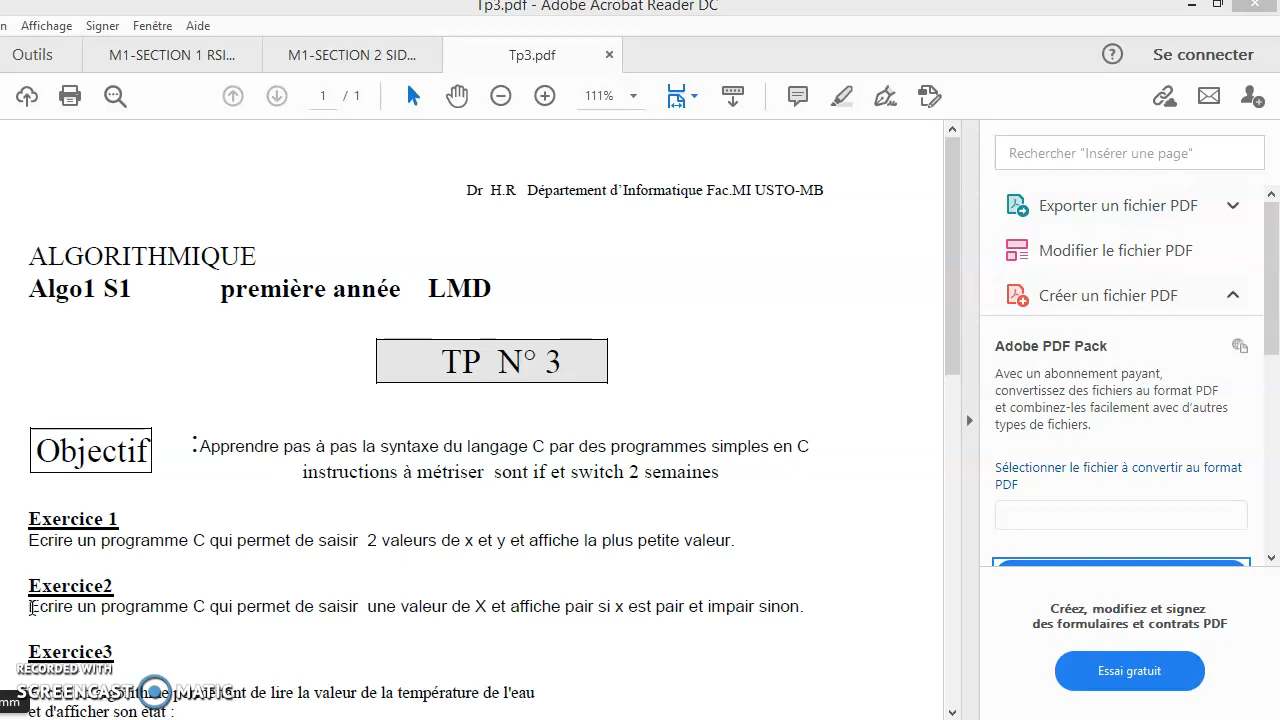 Tp3.pdf - Adobe Acrobat Reader DC
Affichage Signer Fenêtre Aide
Outils M1-SECTION 1 RSI... M1-SECTION 2 SID... Tp3.pdf × Se connecter
1 / 1 111%
Rechercher "Insérer une page"
Dr H.R Département d'Informatique Fac.MI USTO-MB
Exporter un fichier PDF
Modifier le fichier PDF
Créer un fichier PDF
ALGORITHMIQUE
Algo1 S1 première année LMD
TP N° 3
Objectif :Apprendre pas à pas la syntaxe du langage C par des programmes simples en C
instructions à métriser sont if et switch 2 semaines
Exercice 1
Ecrire un programme C qui permet de saisir 2 valeurs de x et y et affiche la plus petite valeur.
Exercice2
Ecrire un programme C qui permet de saisir une valeur de X et affiche pair si x est pair et impair sinon.
Exercice3
de lire la valeur de la température de l'eau
et d'afficher son état :
RECORDED WITH
SCREENCAST MATIC
mm
Adobe PDF Pack
Avec un abonnement payant,
convertissez des fichiers au format PDF
et combinez-les facilement avec d'autres
types de fichiers.
Sélectionner le fichier à convertir au format
PDF
Créez, modifiez et signez
des formulaires et contrats PDF
Essai gratuit